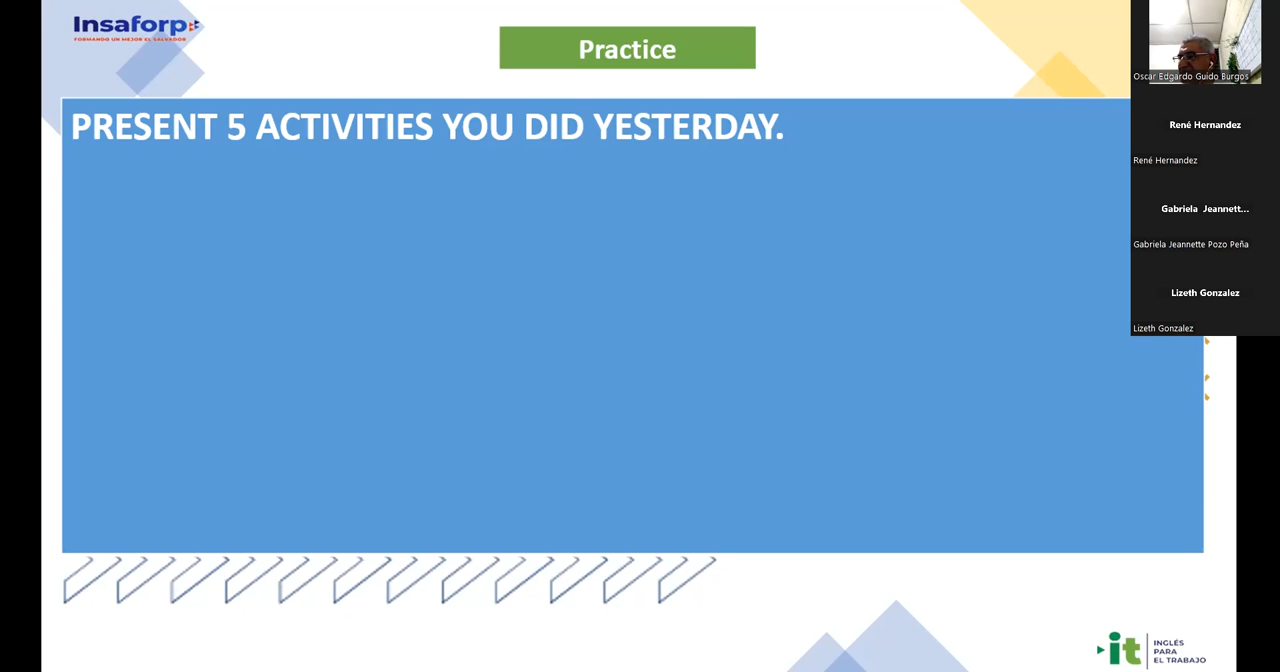 Insaforp
FORMANDO UN MEJOR EL SALVADOR
Practice
PRESENT 5 ACTIVITIES YOU DID YESTERDAY.
Oscar Edgardo Guido Burgos
René Hernandez
René Hernandez
Gabriela Jeannett...
Gabriela Jeannette Pozo Peña
Lizeth Gonzalez
Lizeth Gonzalez
it
INGLÉS
PARA
EL TRABAJO